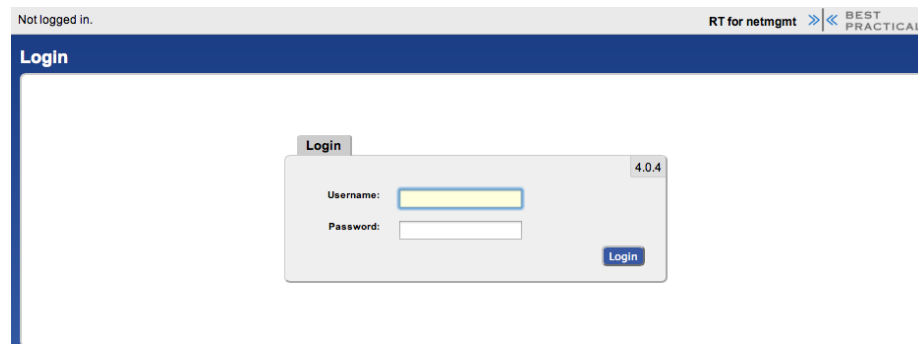 Not logged in.
RT for netmgmt »|« BEST PRACTICAL
Login
Login
4.0.4
Username:
Password:
Login